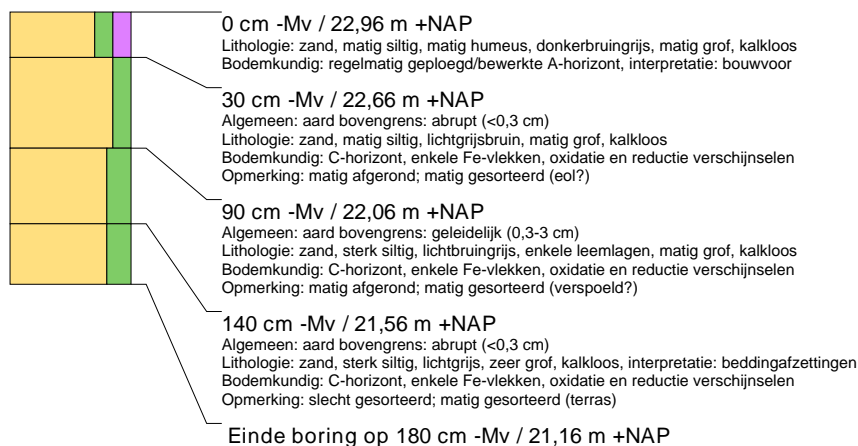 0 cm -Mv / 22,96 m +NAP
Lithologie: zand, matig siltig, matig humeus, donkerbruingrijs, matig grof, kalkloos
Bodemkundig: regelmatig geploegd/bewerkte A-horizont, interpretatie: bouwvoor
30 cm -Mv / 22,66 m +NAP
Algemeen: aard bovengrens: abrupt (<0,3 cm)
Lithologie: zand, matig siltig, lichtgrijsbruin, matig grof, kalkloos
Bodemkundig: C-horizont, enkele Fe-vlekken, oxidatie en reductie verschijnselen
Opmerking: matig afgerond; matig gesorteerd (eol?)
90 cm -Mv / 22,06 m +NAP
Algemeen: aard bovengrens: geleidelijk (0,3-3 cm)
Lithologie: zand, sterk siltig, lichtbruingrijs, enkele leemlagen, matig grof, kalkloos
Bodemkundig: C-horizont, enkele Fe-vlekken, oxidatie en reductie verschijnselen
Opmerking: matig afgerond; matig gesorteerd (verspoeld?)
140 cm -Mv / 21,56 m +NAP
Algemeen: aard bovengrens: abrupt (<0,3 cm)
Lithologie: zand, sterk siltig, lichtgrijs, zeer grof, kalkloos, interpretatie: beddingafzettingen
Bodemkundig: C-horizont, enkele Fe-vlekken, oxidatie en reductie verschijnselen
Opmerking: slecht gesorteerd; matig gesorteerd (terras)
Einde boring op 180 cm -Mv / 21,16 m +NAP